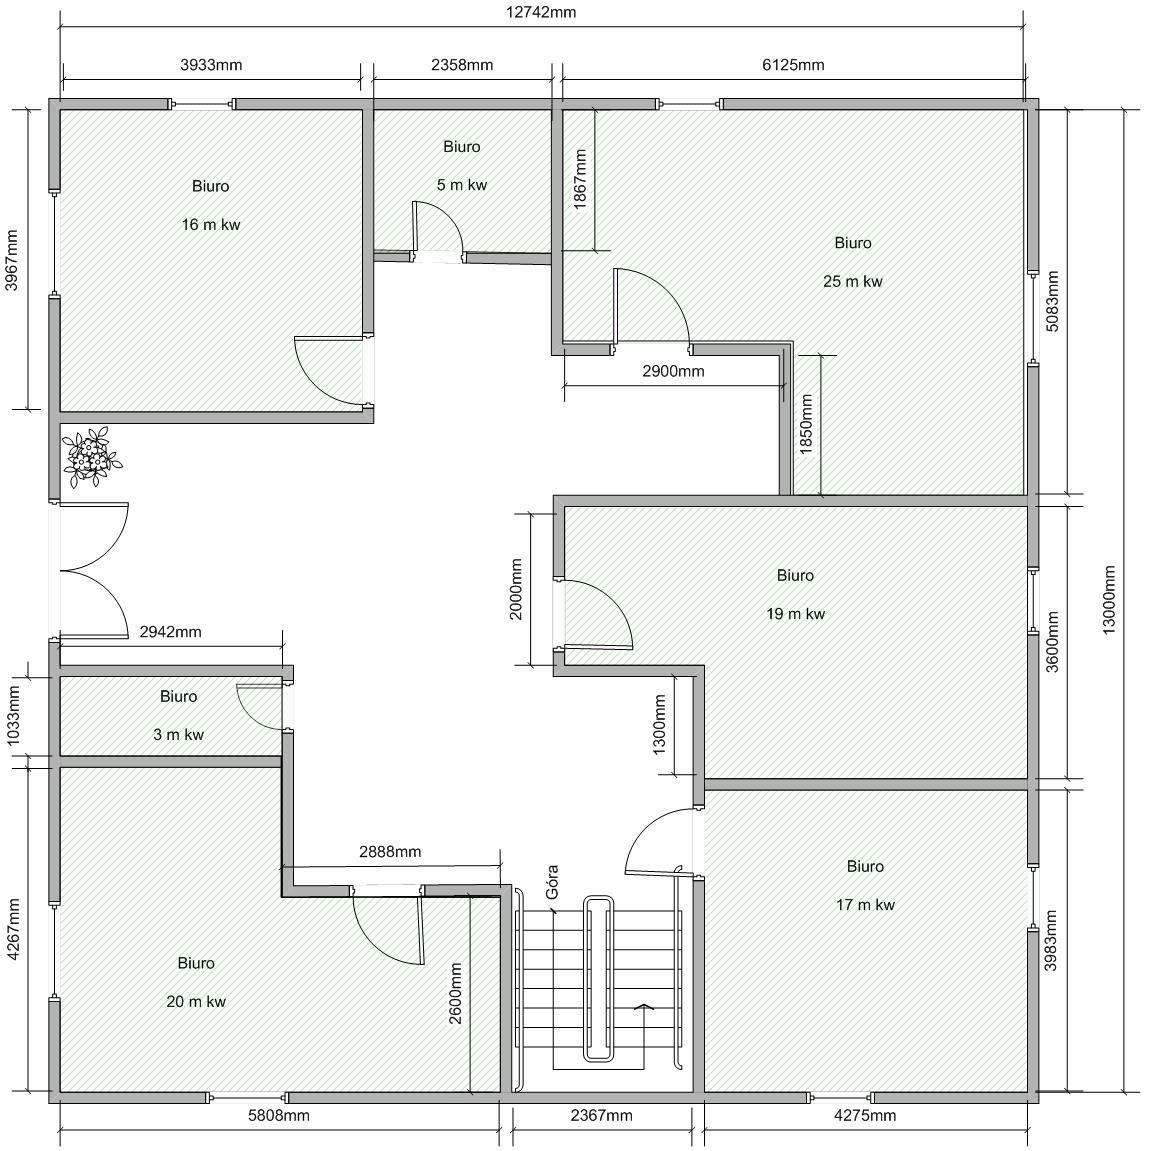 12742mm
3933mm
2358mm
6125mm
Biuro
16 m kw
Biuro
5 m kw
1867mm
Biuro
25 m kw
3967mm
5083mm
2900mm
1850mm
13000mm
2000mm
Biuro
19 m kw
3600mm
2942mm
Biuro
3 m kw
1033mm
1300mm
2888mm
Góra
Biuro
17 m kw
4267mm
3983mm
Biuro
20 m kw
2600mm
5808mm
2367mm
4275mm